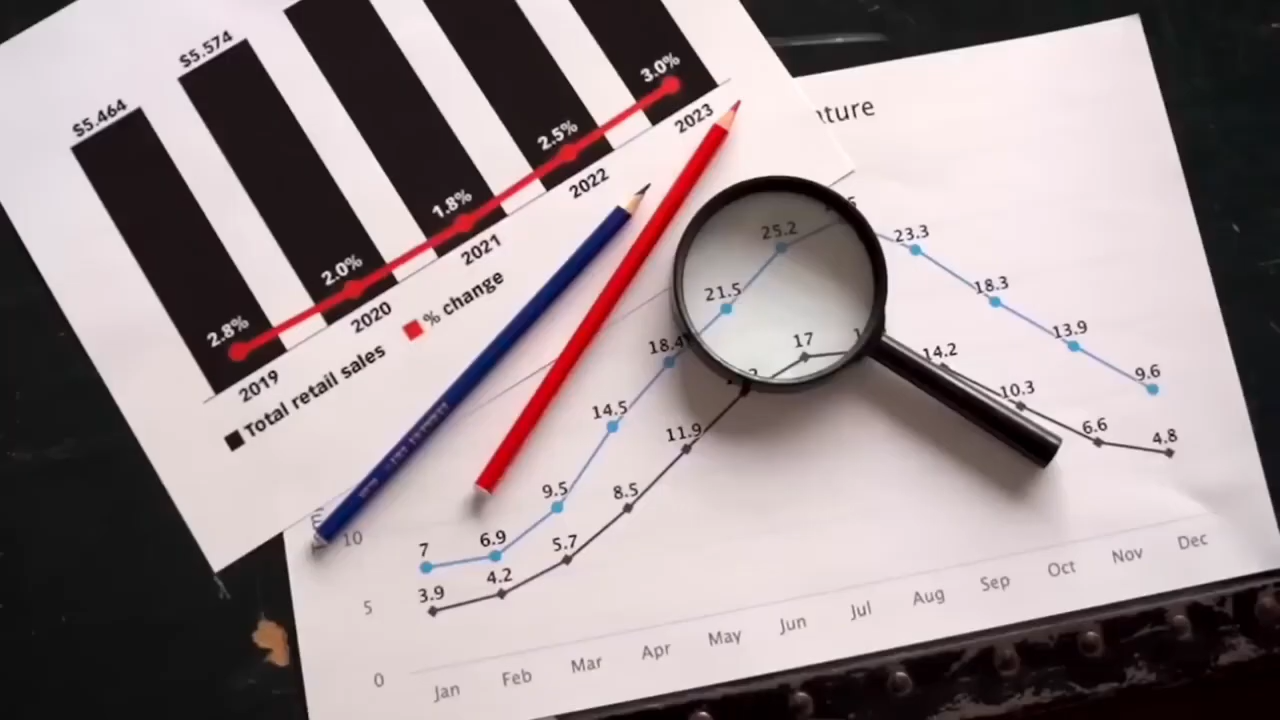 $5.464
$5.574
2.8%
2.0%
1.8%
2.5%
3.0%
2019
2020
2021
2022
2023
Total retail sales
% change
7
6.9
9.5
14.5
18.4
21.5
25.2
23.3
18.3
13.9
9.6
3.9
4.2
5.7
8.5
11.9
17
14.2
10.3
6.6
4.8
10
5
0
Jan
Feb
Mar
Apr
May
Jun
Jul
Aug
Sep
Oct
Nov
Dec